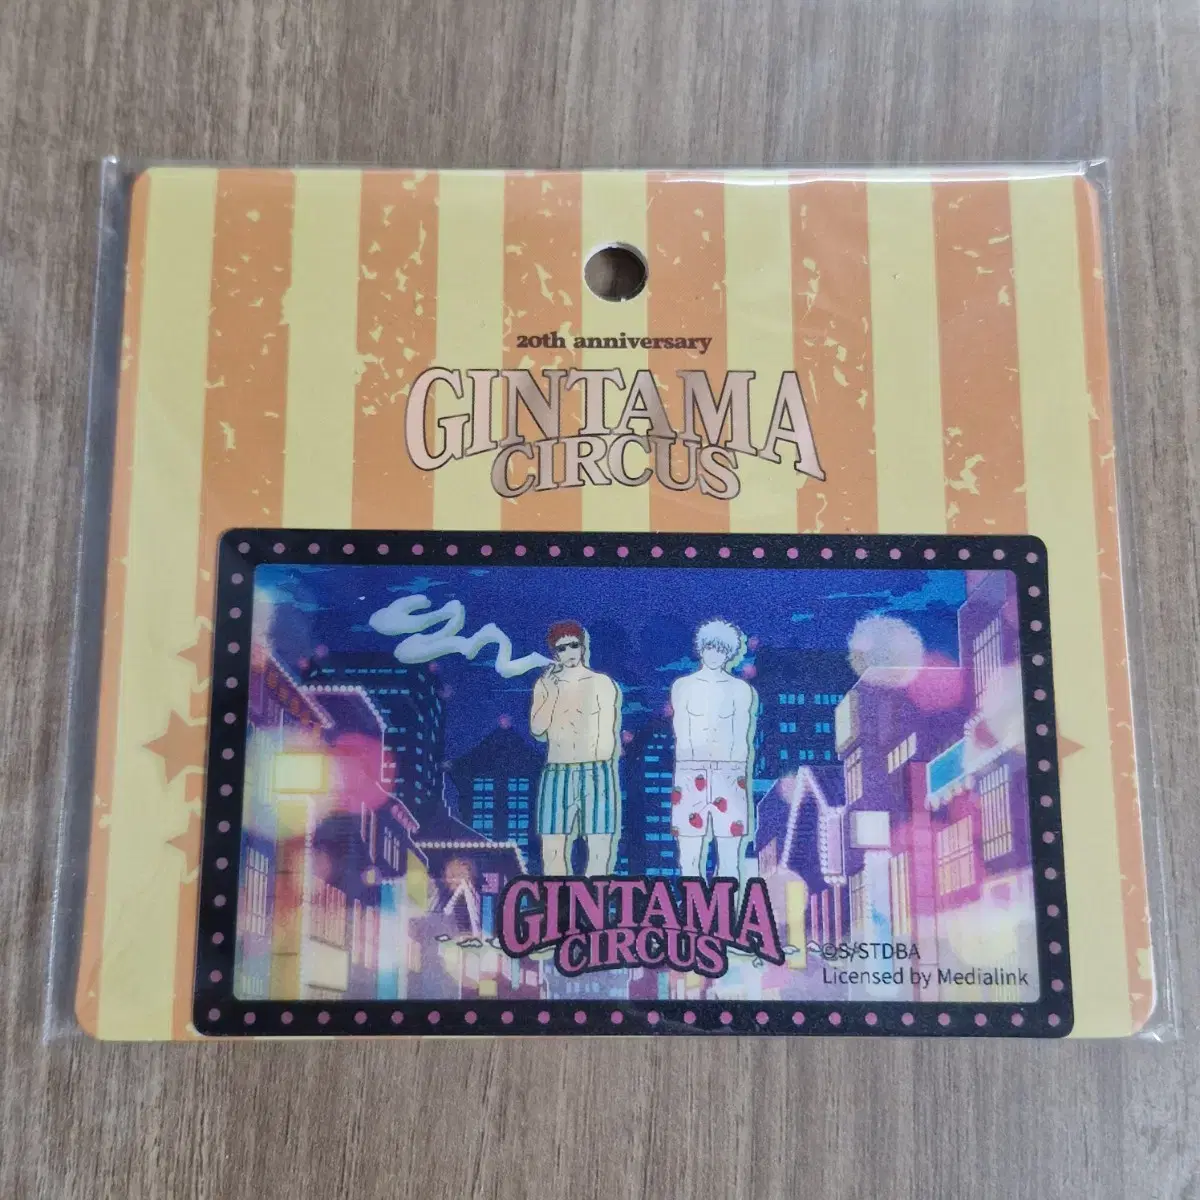 20th anniversary
GINTAMA
CIRCUS
GINTAMA
CIRCUS
©S/STDBA
Licensed by Medialink